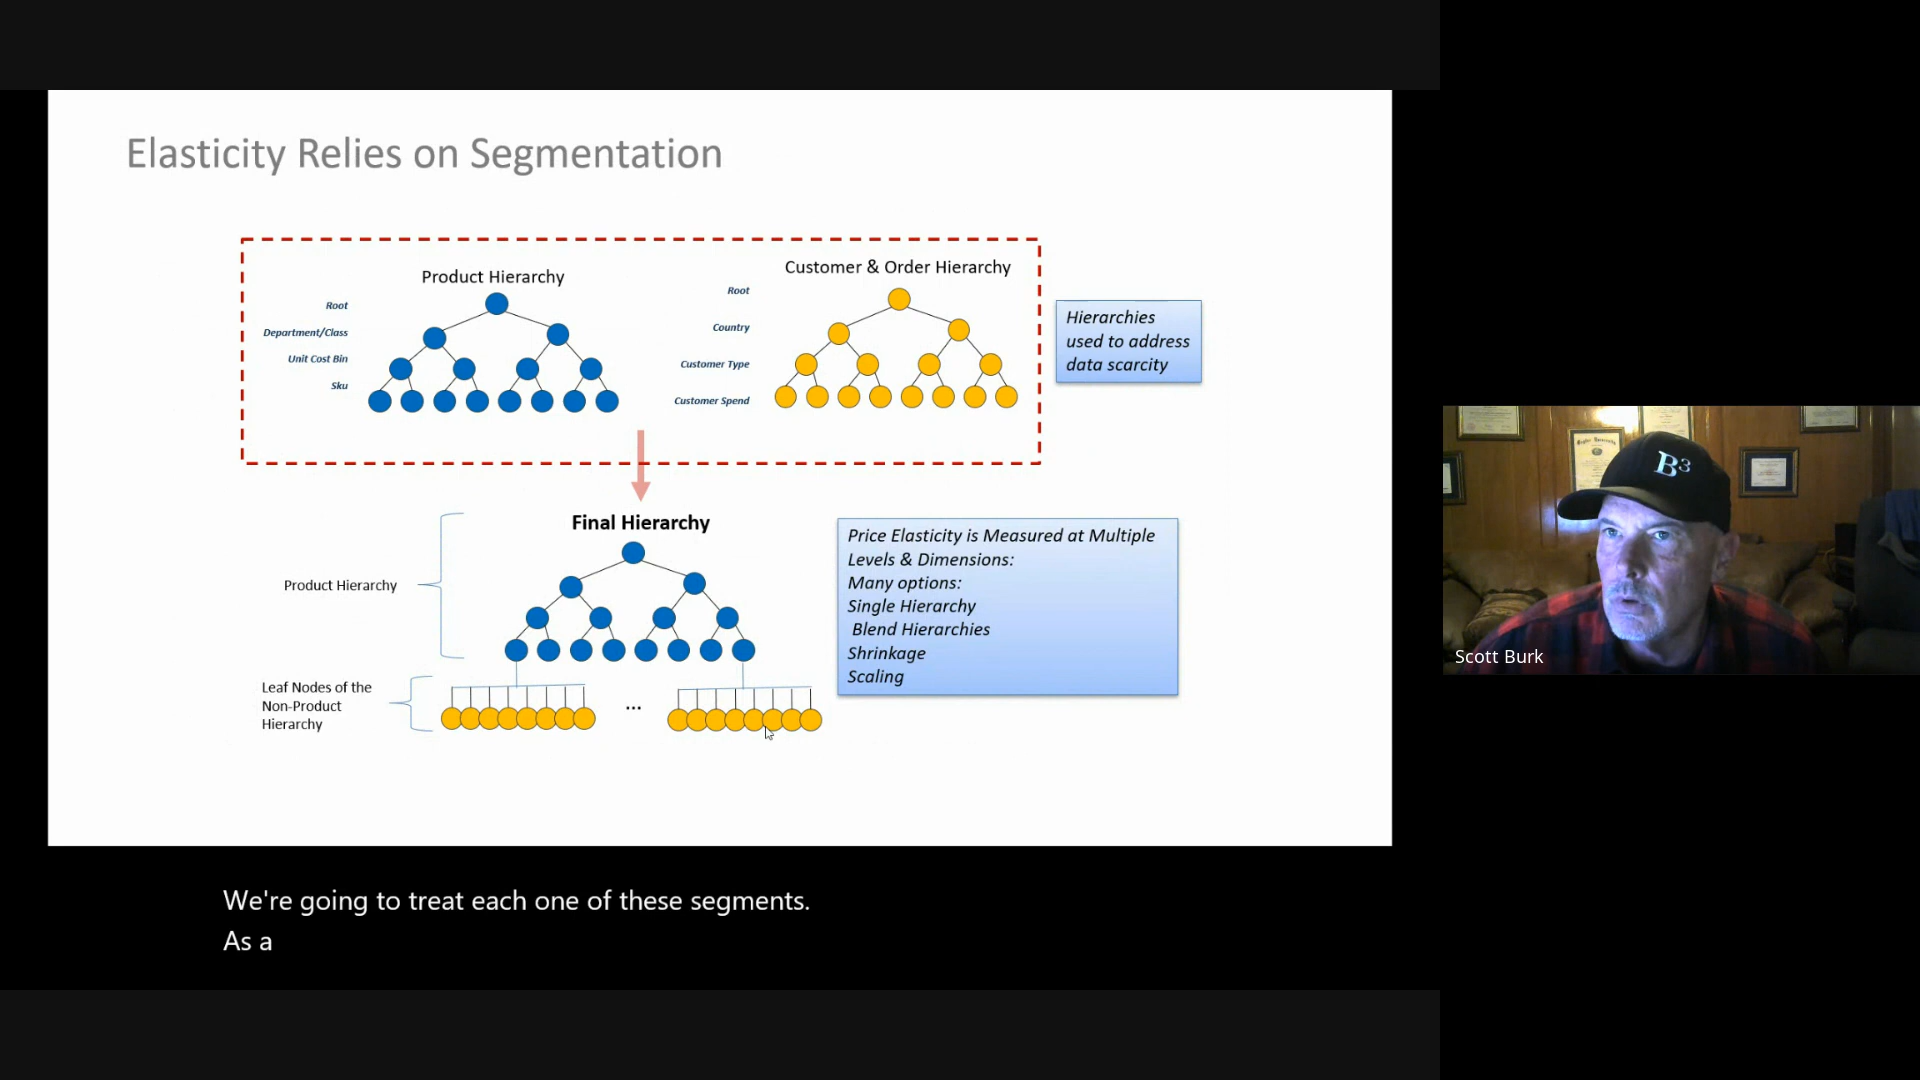 Elasticity Relies on Segmentation
Product Hierarchy
Root
Department/Class
Unit Cost Bin
Sku
Customer & Order Hierarchy
Root
Country
Customer Type
Customer Spend
Hierarchies
used to address
data scarcity
Final Hierarchy
Product Hierarchy
Leaf Nodes of the
Non-Product
Hierarchy
...
Price Elasticity is Measured at Multiple
Levels & Dimensions:
Many options:
Single Hierarchy
Blend Hierarchies
Shrinkage
Scaling
B3
Scott Burk
We're going to treat each one of these segments.
As a